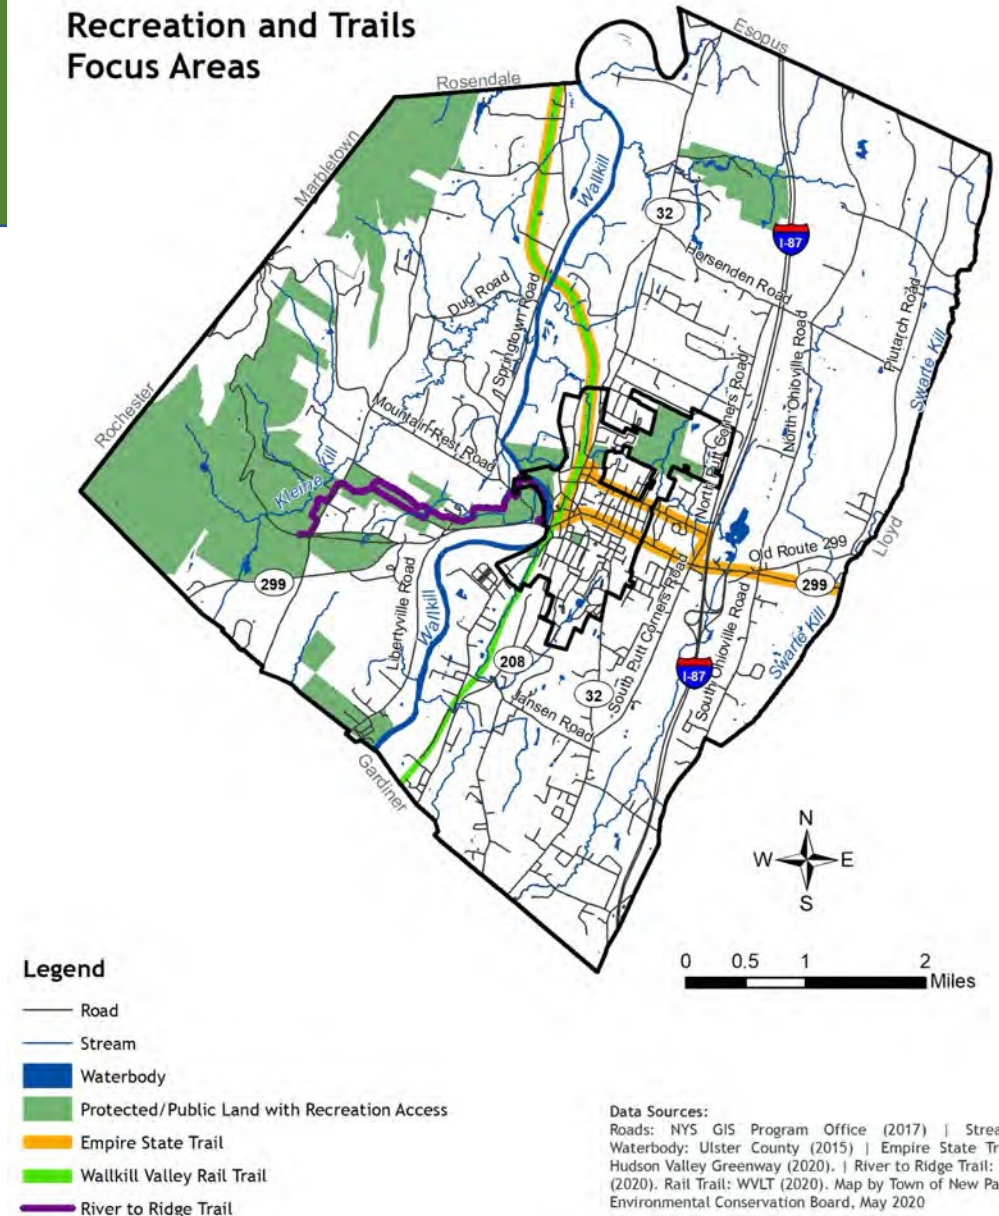 Recreation and Trails
Focus Areas
Esopus
Rosendale
Marbletown
Wallkill
32
I-87
Horsenden Road
Dug Road
Springtown Road
Plutarch Road
North Ohioville Road
Swarte Kill
North Putt Corners Road
Rochester
Mountain Rest Road
Kleine Kill
Lloyd
Old Route 299
299
299
Libertyville Road
Wallkill
South Putt Corners Road
South Ohioville Road
Swarte Kill
208
I-87
32
Jansen Road
Gardiner
N
W E
S
0 0.5 1 2
Miles
Legend
Road
Stream
Waterbody
Protected/Public Land with Recreation Access
Empire State Trail
Wallkill Valley Rail Trail
River to Ridge Trail
Data Sources:
Roads: NYS GIS Program Office (2017) | Strea
Waterbody: Ulster County (2015) | Empire State Tr
Hudson Valley Greenway (2020). | River to Ridge Trail:
(2020). Rail Trail: WVLT (2020). Map by Town of New Pa
Environmental Conservation Board, May 2020